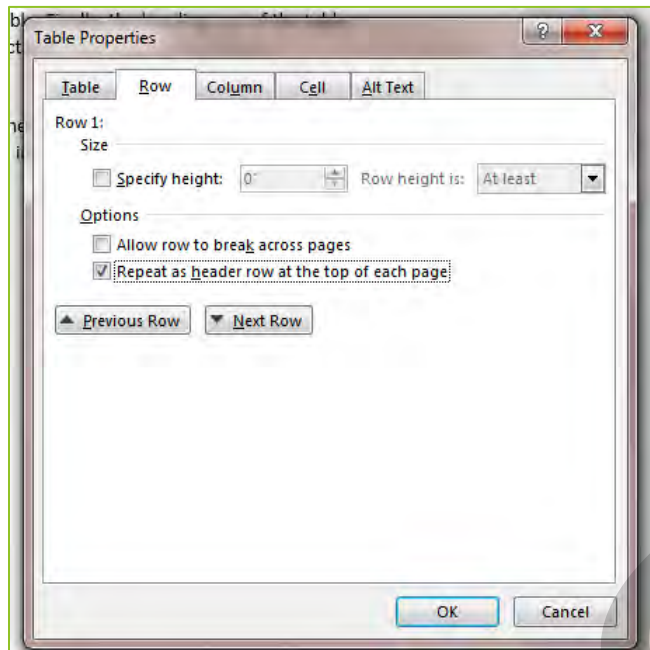 Table Properties
?
Table Row Column Cell Alt Text
Row 1:
Size
Specify height: 0" Row height is: At least
Options
Allow row to break across pages
Repeat as header row at the top of each page
Previous Row Next Row
OK Cancel